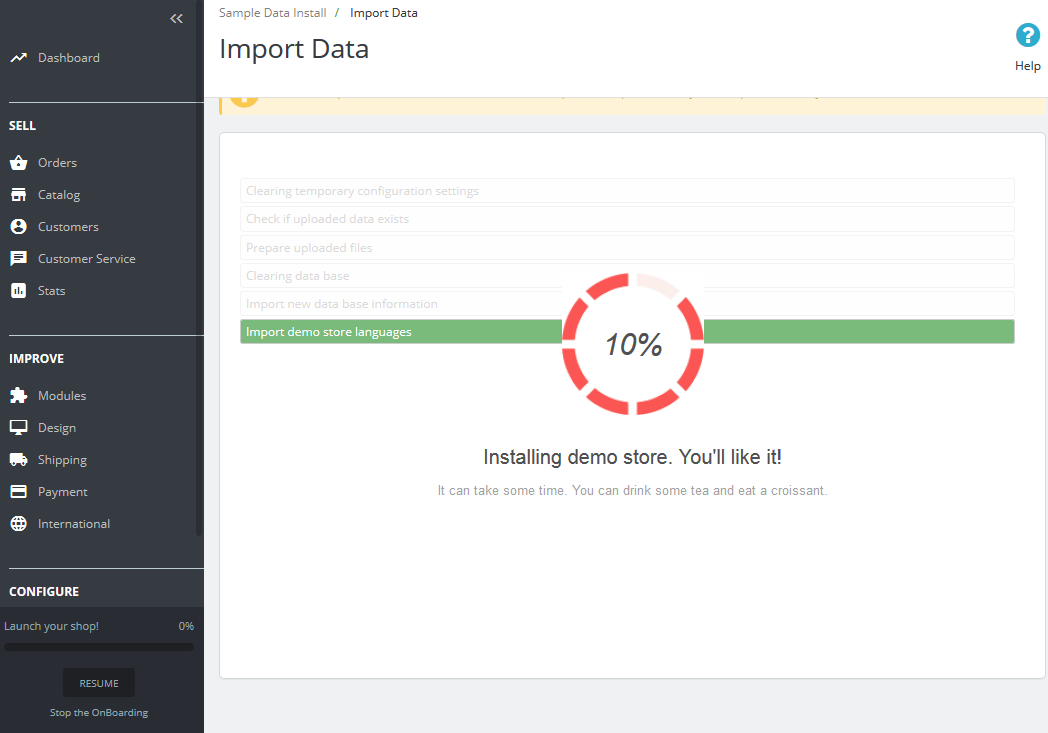 Dashboard
SELL
Orders
Catalog
Customers
Customer Service
Stats
IMPROVE
Modules
Design
Shipping
Payment
International
CONFIGURE
Launch your shop! 0%
RESUME
Stop the OnBoarding
Sample Data Install / Import Data
Import Data
Help
Clearing temporary configuration settings
Check if uploaded data exists
Prepare uploaded files
Clearing data base
Import new data base information
Import demo store languages
10%
Installing demo store. You'll like it!
It can take some time. You can drink some tea and eat a croissant.